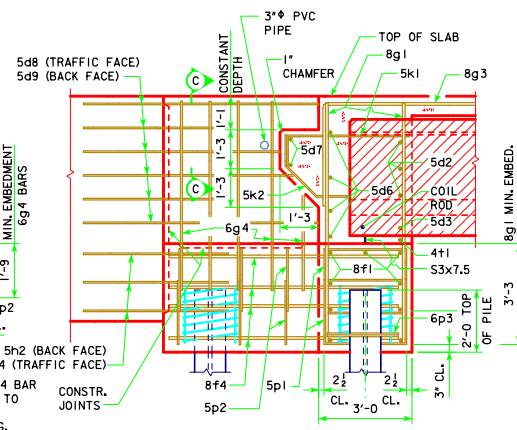 3"Φ PVC
PIPE
TOP OF SLAB
8g1
5k1
8g3
5d8 (TRAFFIC FACE)
5d9 (BACK FACE)
CONSTANT
DEPTH
1"
CHAMFER
C
1'-1
1'-3
1'-3
5d7
5d2
C
5k2
5d6
COIL
ROD
5d3
1'-3
6g4
MIN. EMBEDMENT
6g4 BARS
1'-9
8g1 MIN. EMBED.
3'-3
4t1
8f1
S3x7.5
p2
6p3
2'-0 TOP
OF PILE
5h2 (BACK FACE)
4 (TRAFFIC FACE)
4 BAR
TO
CONSTR.
JOINTS
8f4
5p2
5p1
2½
CL.
2½
CL.
3" CL.
3'-0
G.